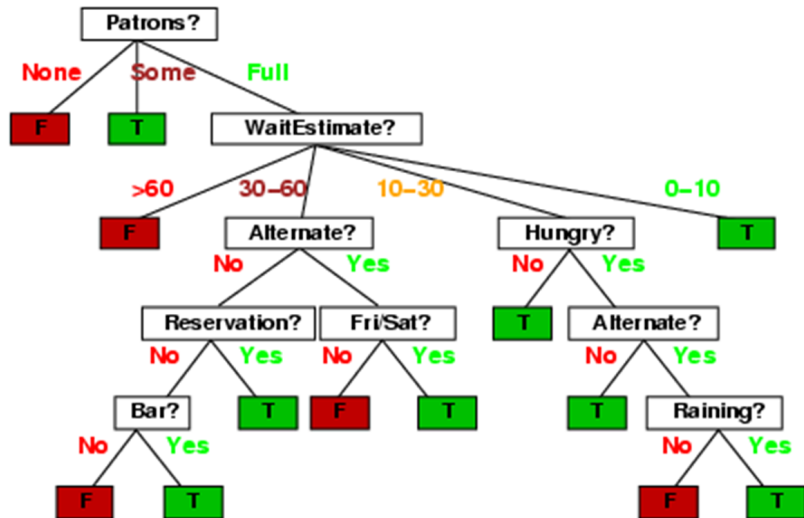 Patrons?
None Some Full
F T WaitEstimate?
>60 30–60 10–30 0–10
F Alternate? Hungry? T
No Yes No Yes
Reservation? Fri/Sat? T Alternate?
No Yes No Yes No Yes
Bar? T F T T Raining?
No Yes No Yes
F T F T